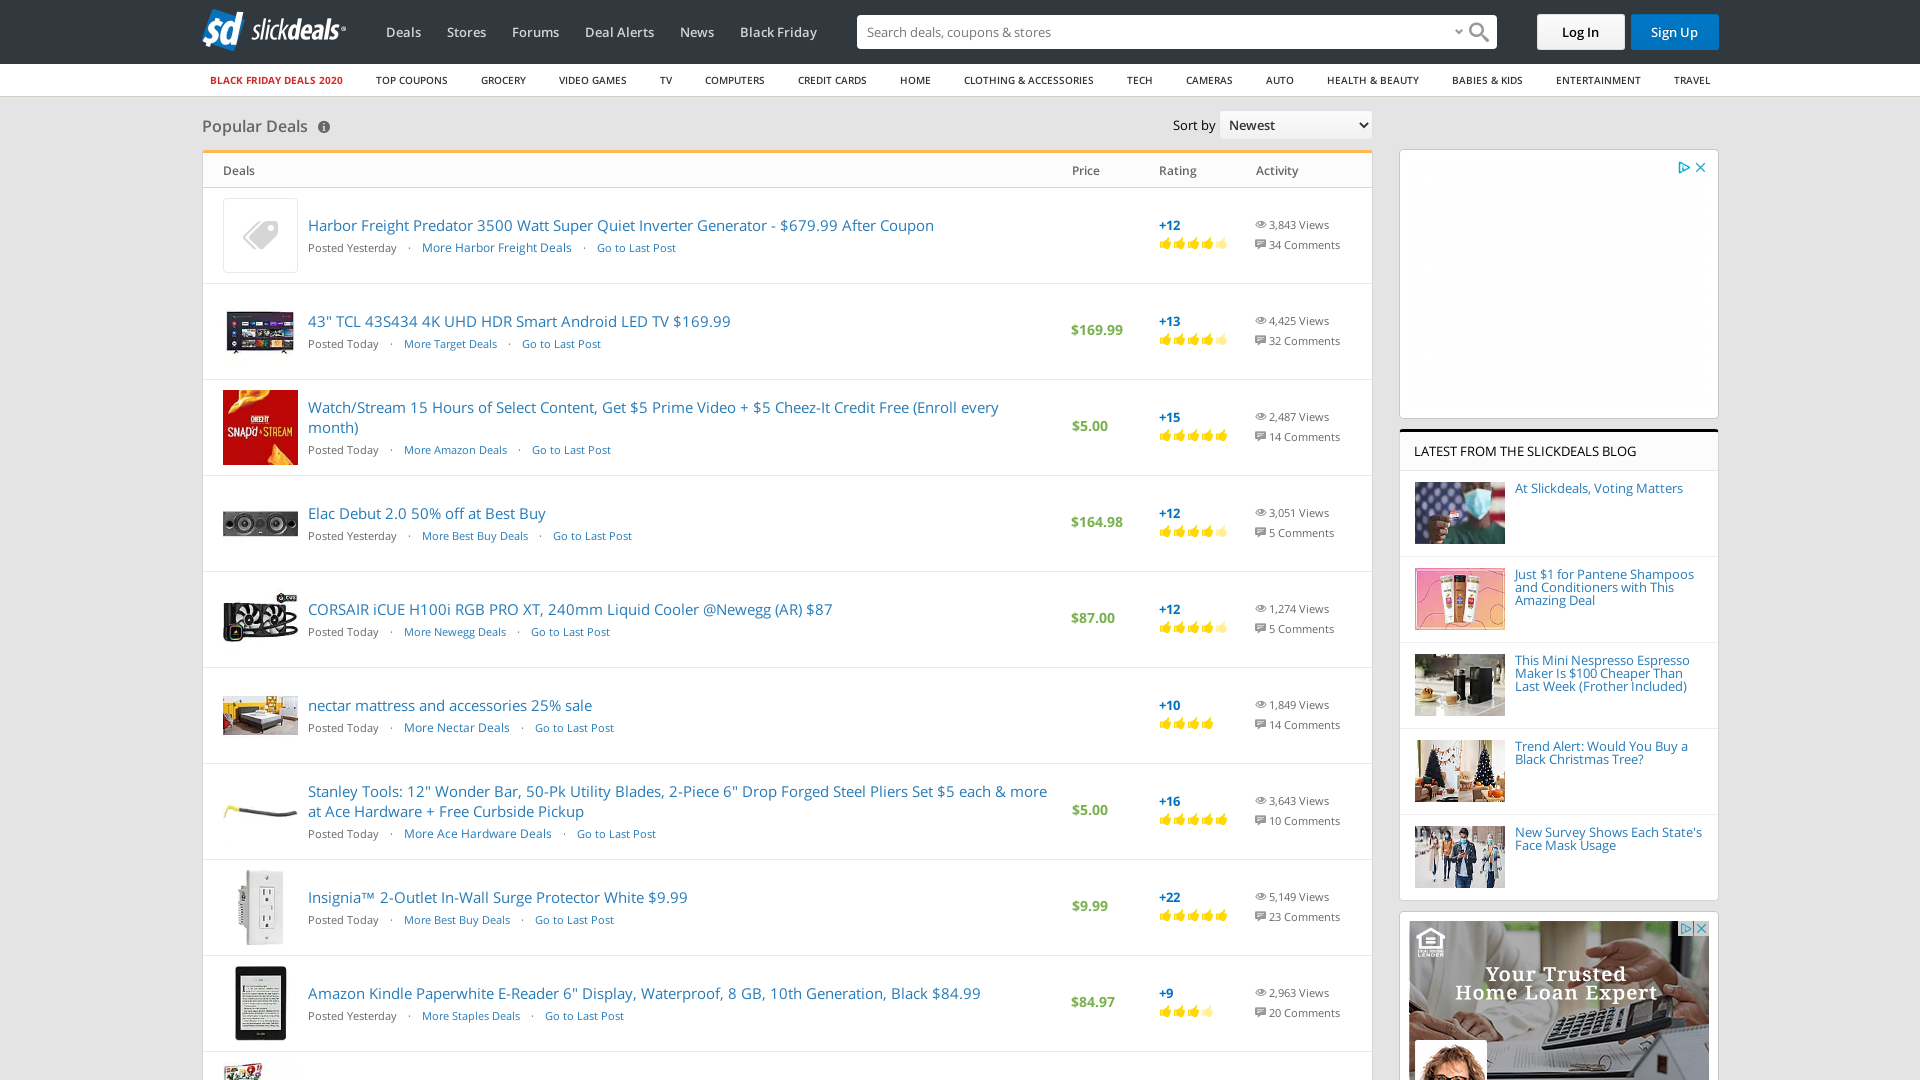 slickdeals
Deals
Stores
Forums
Deal Alerts
News
Black Friday
Search deals, coupons & stores
Log In
Sign Up
BLACK FRIDAY DEALS 2020
TOP COUPONS
GROCERY
VIDEO GAMES
TV
COMPUTERS
CREDIT CARDS
HOME
CLOTHING & ACCESSORIES
TECH
CAMERAS
AUTO
HEALTH & BEAUTY
BABIES & KIDS
ENTERTAINMENT
TRAVEL
Popular Deals
Sort by Newest
Deals Price Rating Activity
Harbor Freight Predator 3500 Watt Super Quiet Inverter Generator - $679.99 After Coupon
Posted Yesterday · More Harbor Freight Deals · Go to Last Post
+12
3,843 Views
34 Comments
43" TCL 43S434 4K UHD HDR Smart Android LED TV $169.99
Posted Today · More Target Deals · Go to Last Post
$169.99
+13
4,425 Views
32 Comments
CHEEZ-IT
SNAP'd + STREAM
Watch/Stream 15 Hours of Select Content, Get $5 Prime Video + $5 Cheez-It Credit Free (Enroll every
month)
Posted Today · More Amazon Deals · Go to Last Post
$5.00
+15
2,487 Views
14 Comments
Elac Debut 2.0 50% off at Best Buy
Posted Yesterday · More Best Buy Deals · Go to Last Post
$164.98
+12
3,051 Views
5 Comments
CORSAIR iCUE H100i RGB PRO XT, 240mm Liquid Cooler @Newegg (AR) $87
Posted Today · More Newegg Deals · Go to Last Post
$87.00
+12
1,274 Views
5 Comments
nectar mattress and accessories 25% sale
Posted Today · More Nectar Deals · Go to Last Post
+10
1,849 Views
14 Comments
Stanley Tools: 12" Wonder Bar, 50-Pk Utility Blades, 2-Piece 6" Drop Forged Steel Pliers Set $5 each & more
at Ace Hardware + Free Curbside Pickup
Posted Today · More Ace Hardware Deals · Go to Last Post
$5.00
+16
3,643 Views
10 Comments
Insignia™ 2-Outlet In-Wall Surge Protector White $9.99
Posted Today · More Best Buy Deals · Go to Last Post
$9.99
+22
5,149 Views
23 Comments
Amazon Kindle Paperwhite E-Reader 6" Display, Waterproof, 8 GB, 10th Generation, Black $84.99
Posted Yesterday · More Staples Deals · Go to Last Post
$84.97
+9
2,963 Views
20 Comments
LATEST FROM THE SLICKDEALS BLOG
At Slickdeals, Voting Matters
Just $1 for Pantene Shampoos
and Conditioners with This
Amazing Deal
This Mini Nespresso Espresso
Maker Is $100 Cheaper Than
Last Week (Frother Included)
Trend Alert: Would You Buy a
Black Christmas Tree?
New Survey Shows Each State's
Face Mask Usage
Your Trusted
Home Loan Expert